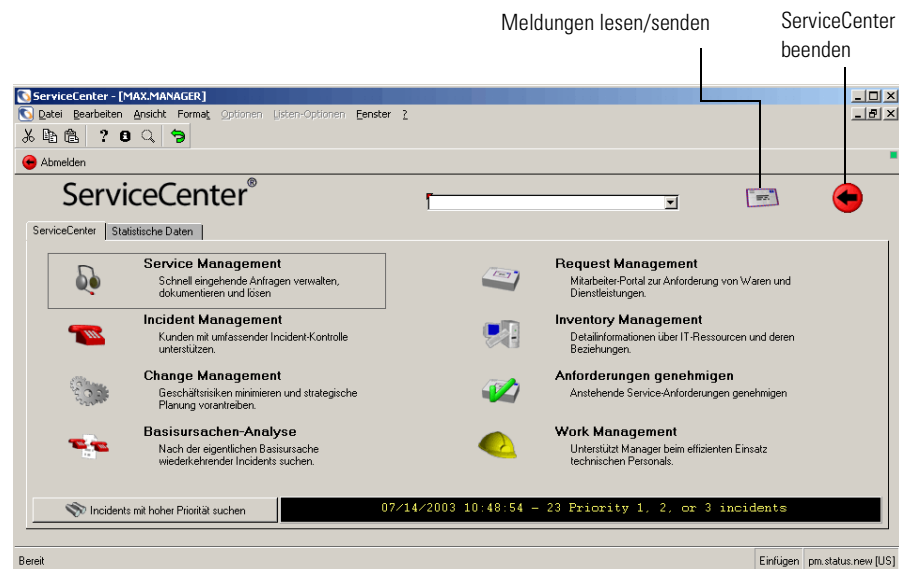 Meldungen lesen/senden
ServiceCenter
beenden
ServiceCenter - [MAX.MANAGER]
Datei Bearbeiten Ansicht Format Optionen Listen-Optionen Fenster ?
Abmelden
ServiceCenter®
ServiceCenter
Statistische Daten
Service Management
Schnell eingehende Anfragen verwalten,
dokumentieren und lösen
Request Management
Mitarbeiter-Portal zur Anforderung von Waren und
Dienstleistungen.
Incident Management
Kunden mit umfassender Incident-Kontrolle
unterstützen.
Inventory Management
Detailinformationen über IT-Ressourcen und deren
Beziehungen.
Change Management
Geschäftsrisiken minimieren und strategische
Planung vorantreiben.
Anforderungen genehmigen
Anstehende Service-Anforderungen genehmigen
Basisursachen-Analyse
Nach der eigentlichen Basisursache
wiederkehrender Incidents suchen.
Work Management
Unterstützt Manager beim effizienten Einsatz
technischen Personals.
Incidents mit hoher Priorität suchen
07/14/2003 10:48:54 - 23 Priority 1, 2, or 3 incidents
Bereit
Einfügen
pm.status.new [US]